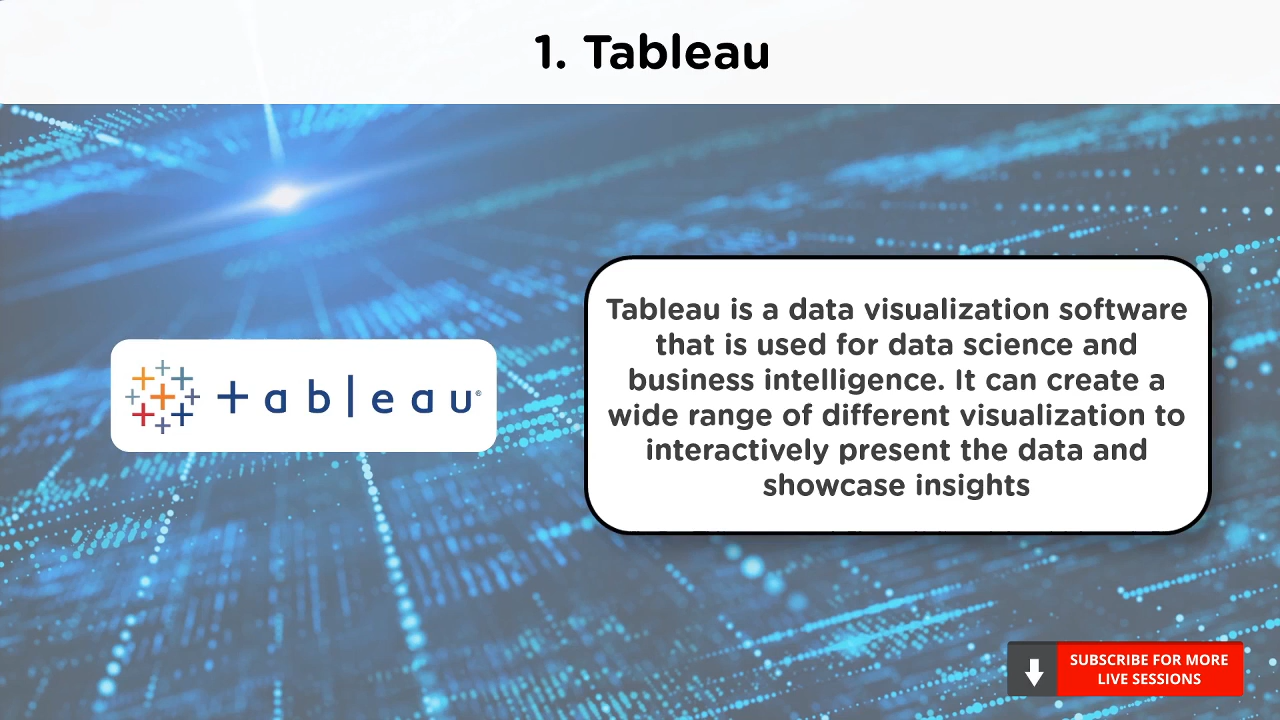 1. Tableau
+ableau®
Tableau is a data visualization software
that is used for data science and
business intelligence. It can create a
wide range of different visualization to
interactively present the data and
showcase insights
SUBSCRIBE FOR MORE
LIVE SESSIONS